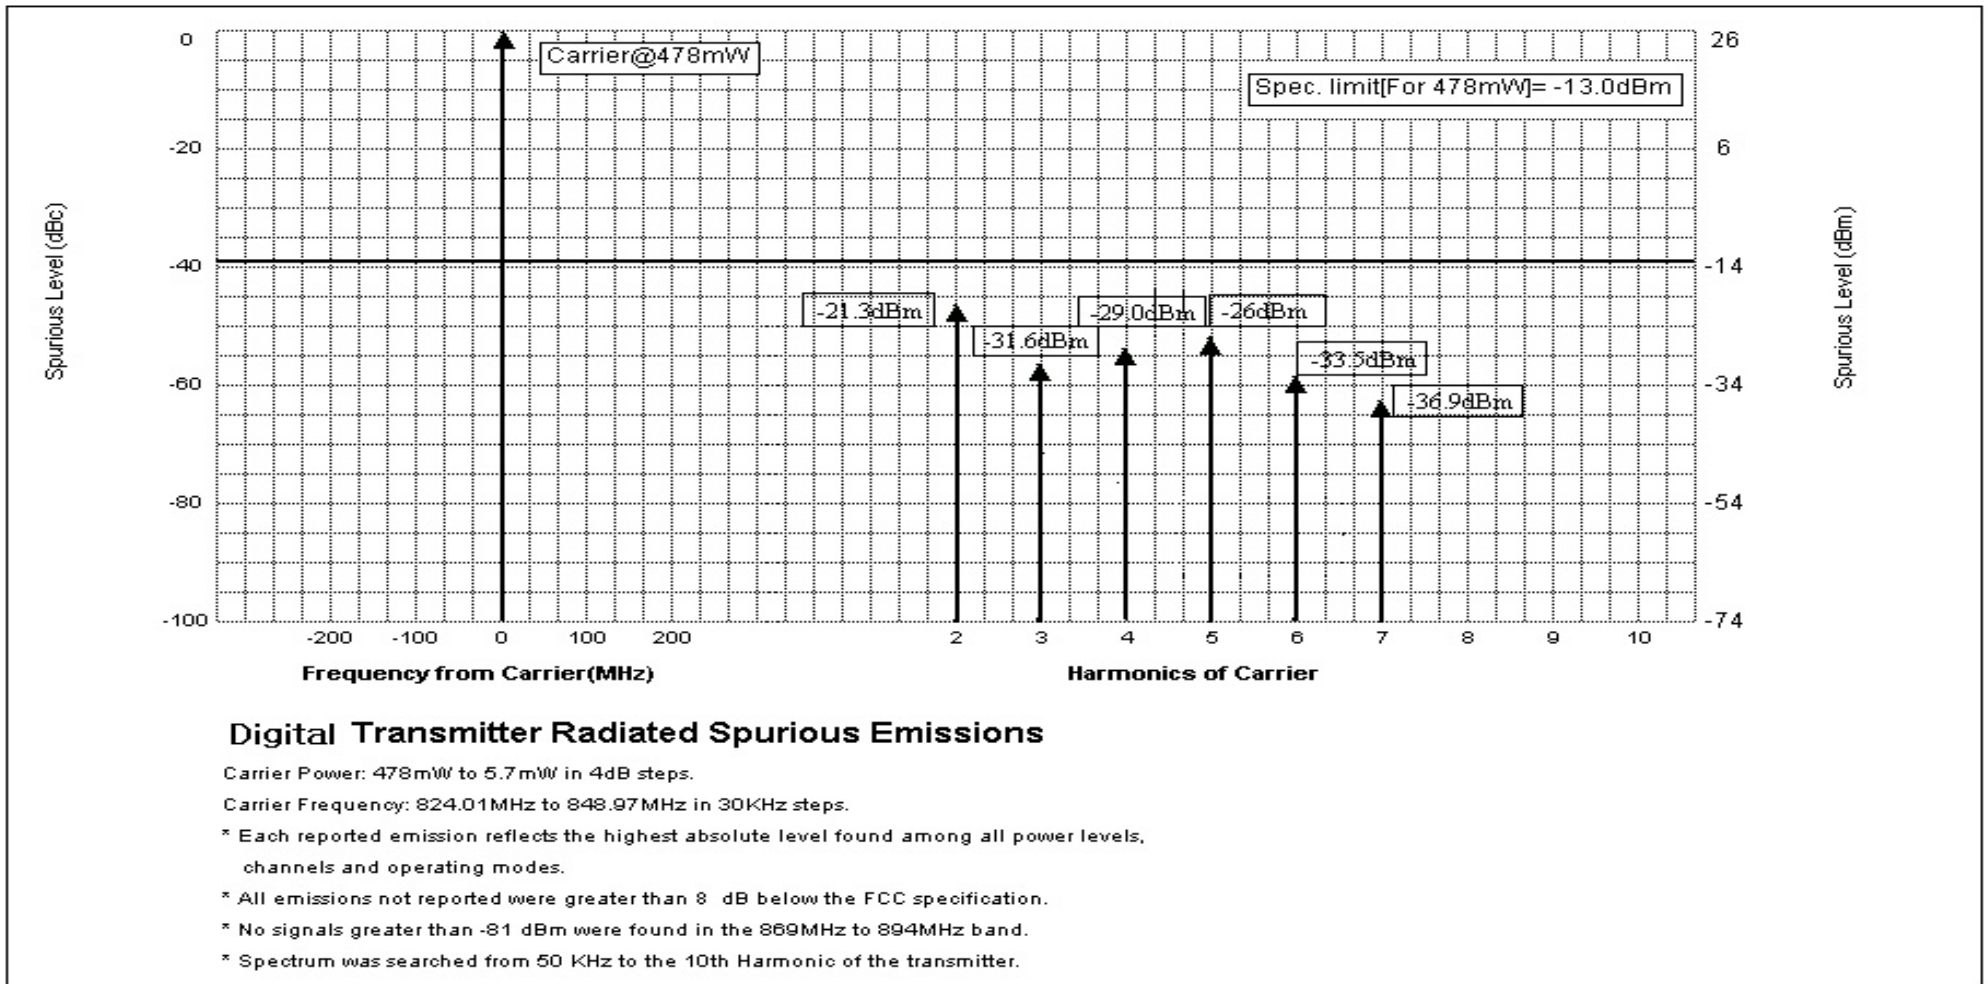 0
Carrier@478mW
26
Spec. limit[For 478mW]= -13.0dBm
-20
6
Spurious Level (dBc)
Spurious Level (dBm)
-40
-14
-21.3dBm
-29.0dBm
-26dBm
-31.6dBm
-33.5dBm
-60
-34
-36.9dBm
-80
-54
-100
-74
-200 -100 0 100 200 2 3 4 5 6 7 8 9 10
Frequency from Carrier(MHz) Harmonics of Carrier
Digital Transmitter Radiated Spurious Emissions
Carrier Power: 478mW to 5.7mW in 4dB steps.
Carrier Frequency: 824.01MHz to 848.97MHz in 30KHz steps.
* Each reported emission reflects the highest absolute level found among all power levels,
channels and operating modes.
* All emissions not reported were greater than 8 dB below the FCC specification.
* No signals greater than -81 dBm were found in the 869MHz to 894MHz band.
* Spectrum was searched from 50 KHz to the 10th Harmonic of the transmitter.